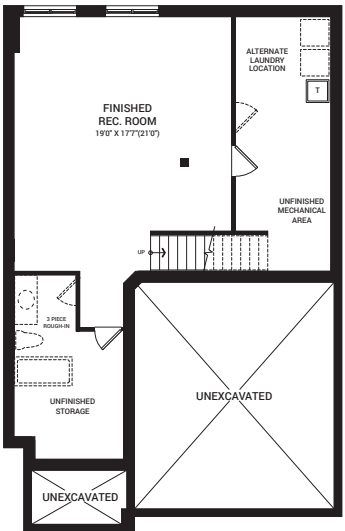 ALTERNATE
LAUNDRY
LOCATION
T
FINISHED
REC. ROOM
19'0" X 17'7"(21'0")
UNFINISHED
MECHANICAL
AREA
UP
3 PIECE
ROUGH-IN
UNFINISHED
STORAGE
UNEXCAVATED
UNEXCAVATED